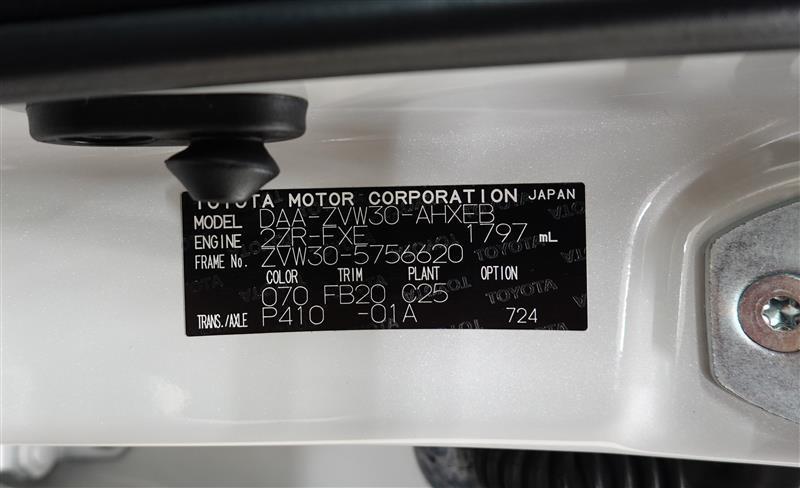 TOYOTA MOTOR CORPORATION JAPAN
MODEL DAA-ZVW30-AHXEB
ENGINE 2ZR-FXE 1797 mL
FRAME No. ZVW30-5756620
COLOR TRIM PLANT OPTION
070 FB20 C25
TRANS./AXLE P410 -01A 724